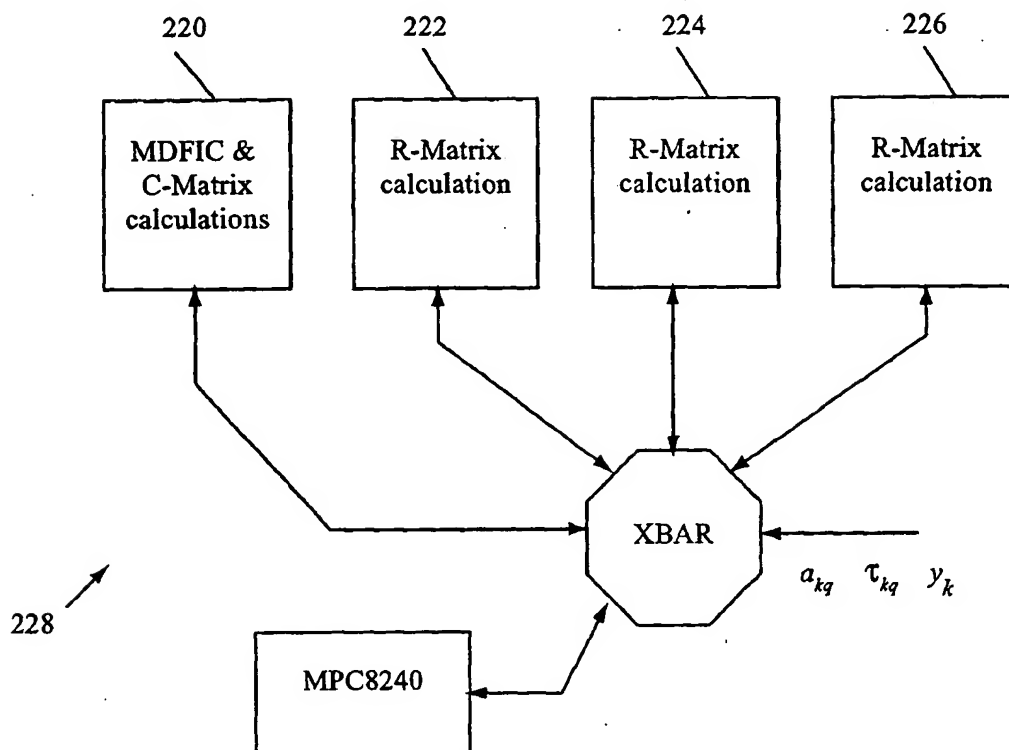 220
222
224
226
MDFIC &
C-Matrix
calculations
R-Matrix
calculation
R-Matrix
calculation
R-Matrix
calculation
XBAR
a_kq τ_kq y_k
228
MPC8240